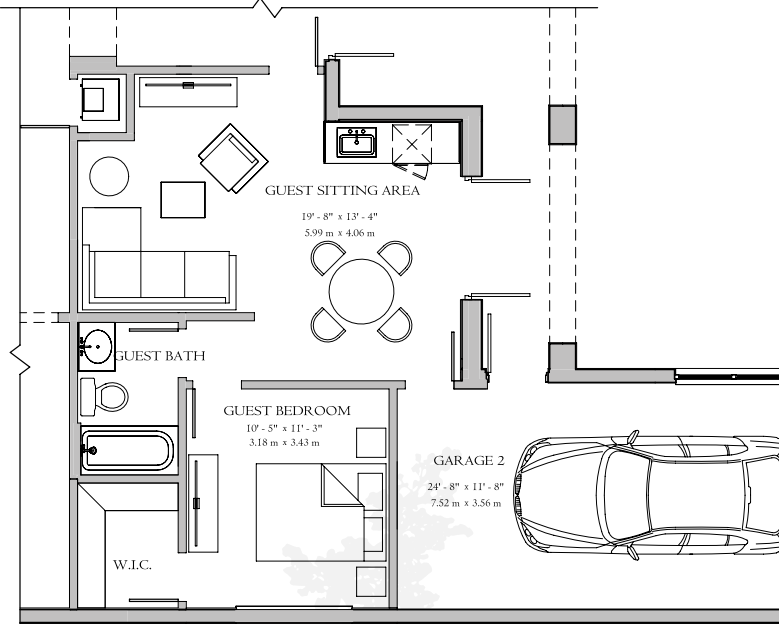 GUEST SITTING AREA
19' - 8" x 13' - 4"
5.99 m x 4.06 m
GUEST BATH
GUEST BEDROOM
10' - 5" x 11' - 3"
3.18 m x 3.43 m
GARAGE 2
24' - 8" x 11' - 8"
7.52 m x 3.56 m
W.I.C.